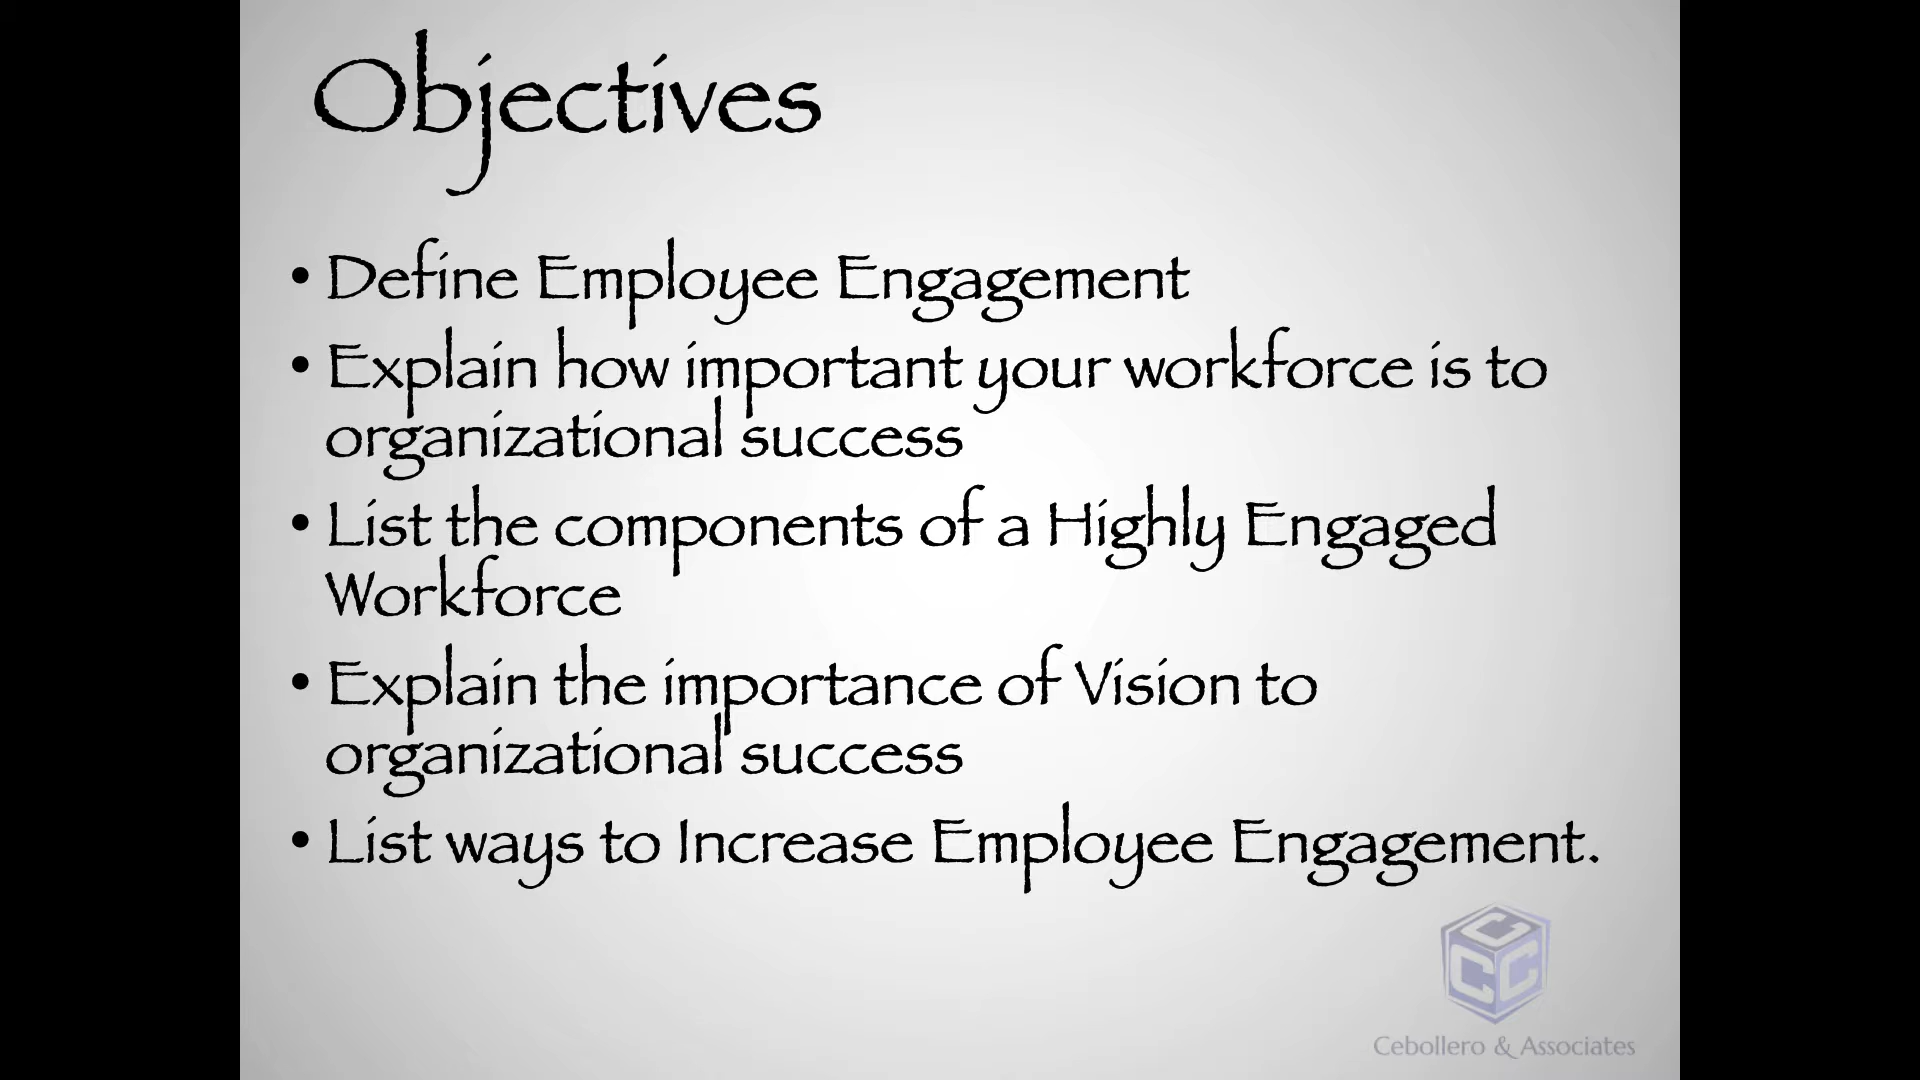 Objectives
• Define Employee Engagement
• Explain how important your workforce is to
organizational success
• List the components of a Highly Engaged
Workforce
• Explain the importance of Vision to
organizational success
• List ways to Increase Employee Engagement.
C
C C
Cebollero & Associates